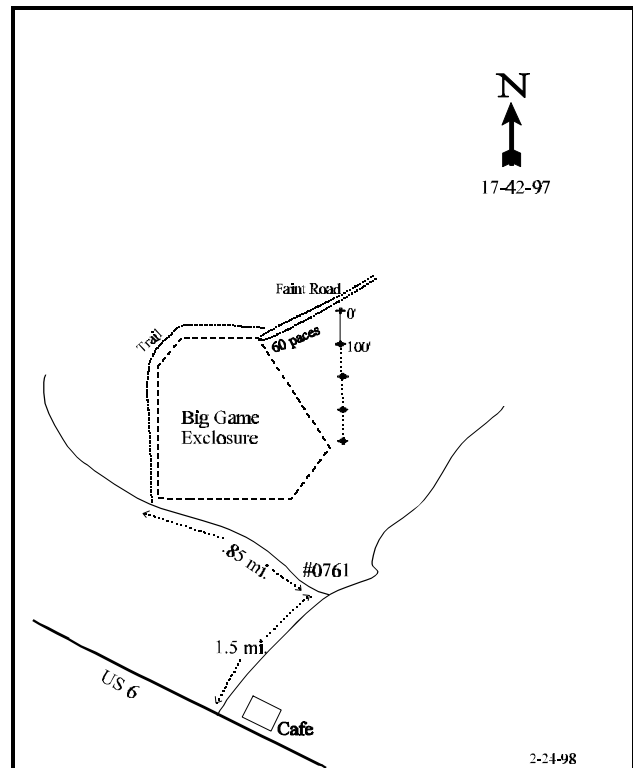 N
17-42-97
Faint Road
0'
60 paces
100'
Trail
Big Game
Exclosure
.85 mi.
#0761
1.5 mi.
US 6
Cafe
2-24-98